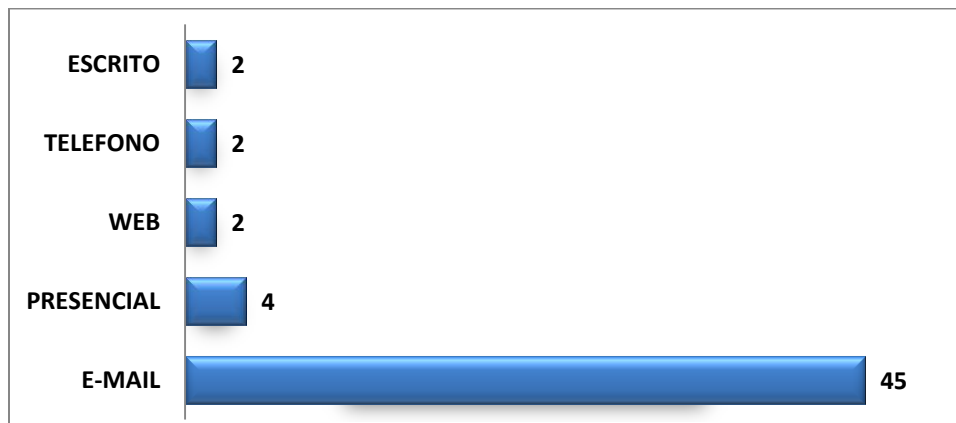 ESCRITO 2
TELEFONO 2
WEB 2
PRESENCIAL 4
E-MAIL 45